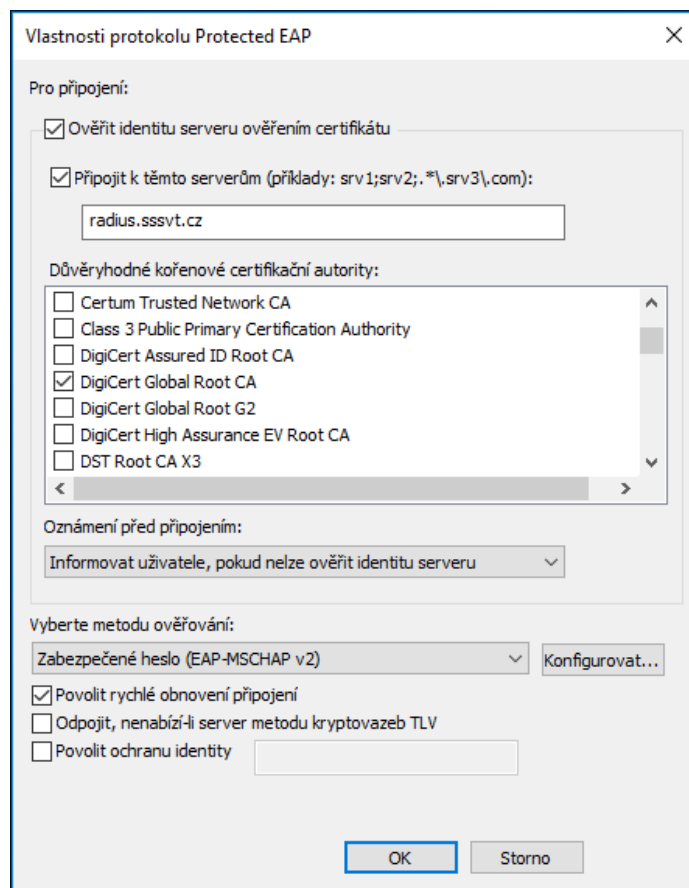 Vlastnosti protokolu Protected EAP
Pro připojení:
Ověřit identitu serveru ověřením certifikátu
Připojit k těmto serverům (příklady: srv1;srv2;.*\.srv3\.com):
radius.sssvt.cz
Důvěryhodné kořenové certifikační autority:
Certum Trusted Network CA
Class 3 Public Primary Certification Authority
DigiCert Assured ID Root CA
DigiCert Global Root CA
DigiCert Global Root G2
DigiCert High Assurance EV Root CA
DST Root CA X3
Oznámení před připojením:
Informovat uživatele, pokud nelze ověřit identitu serveru
Vyberte metodu ověřování:
Zabezpečené heslo (EAP-MSCHAP v2) Konfigurovat...
Povolit rychlé obnovení připojení
Odpojit, nenabízí-li server metodu kryptovazeb TLV
Povolit ochranu identity
OK Storno